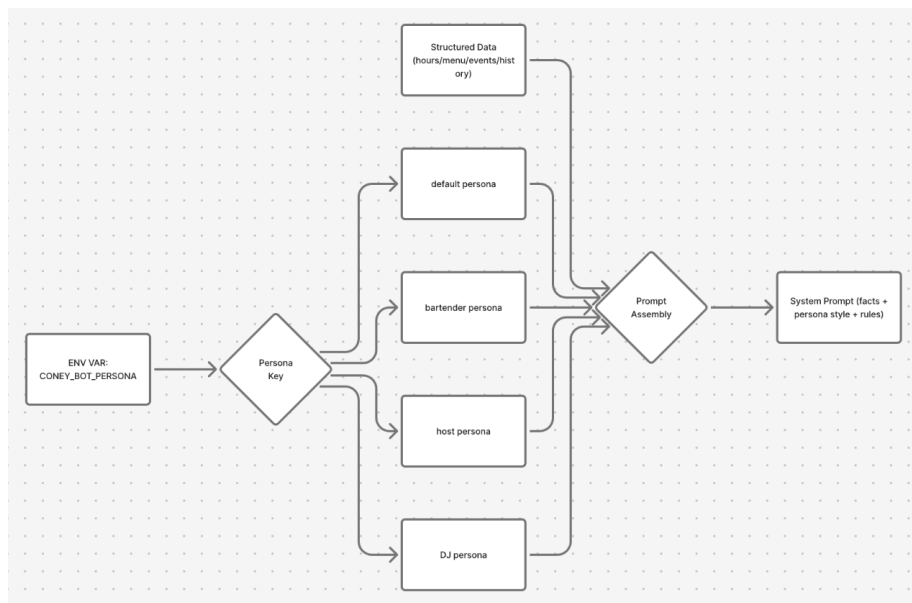 Structured Data
(hours/menu/events/hist
ory)
default persona
bartender persona
ENV VAR:
CONEY_BOT_PERSONA
Persona
Key
host persona
DJ persona
Prompt
Assembly
System Prompt (facts +
persona style + rules)